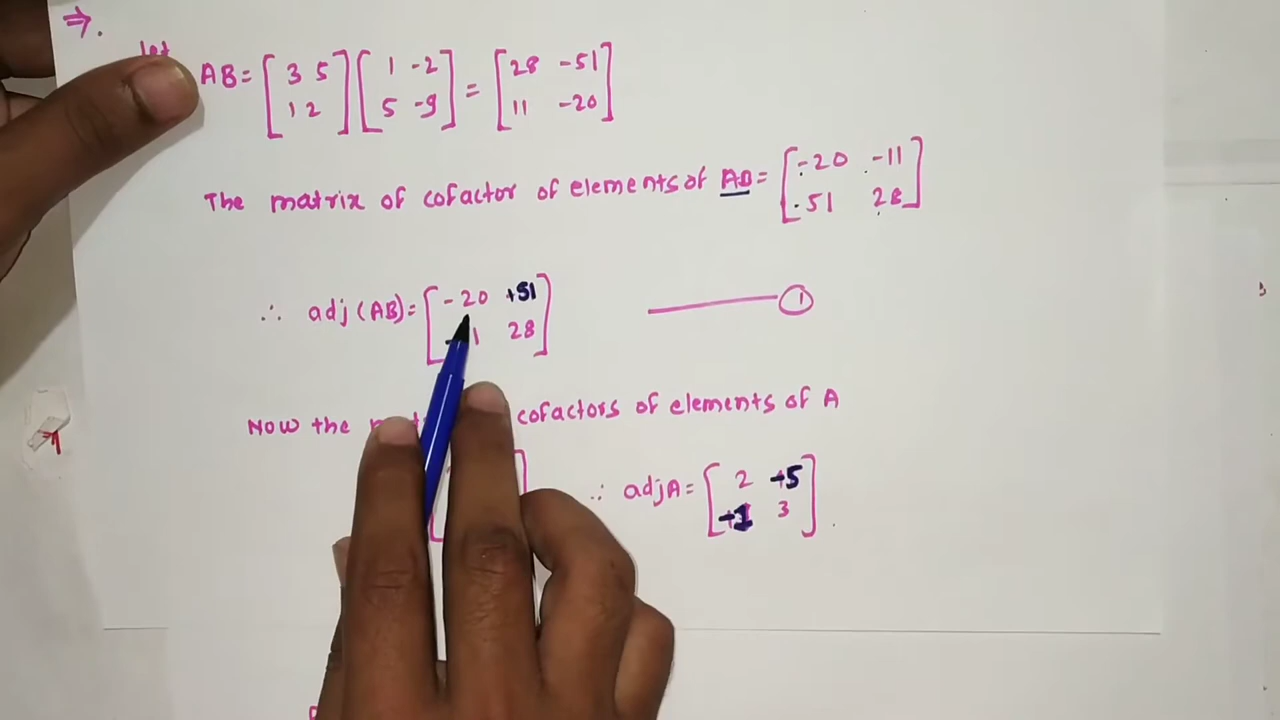 ⇒.
let
AB = [ 3 5 ] [ 1 -2 ] = [ 28 -51 ]
[ 1 2 ] [ 5 -9 ] [ 11 -20 ]
The matrix of cofactor of elements of AB = [ -20 -11 ]
[ 51 28 ]
∴ adj (AB) = [ -20 +51 ] ——— ①
[ 28 ]
Now the cofactors of elements of A
∴ adjA = [ 2 -5 ]
[ -1 3 ]